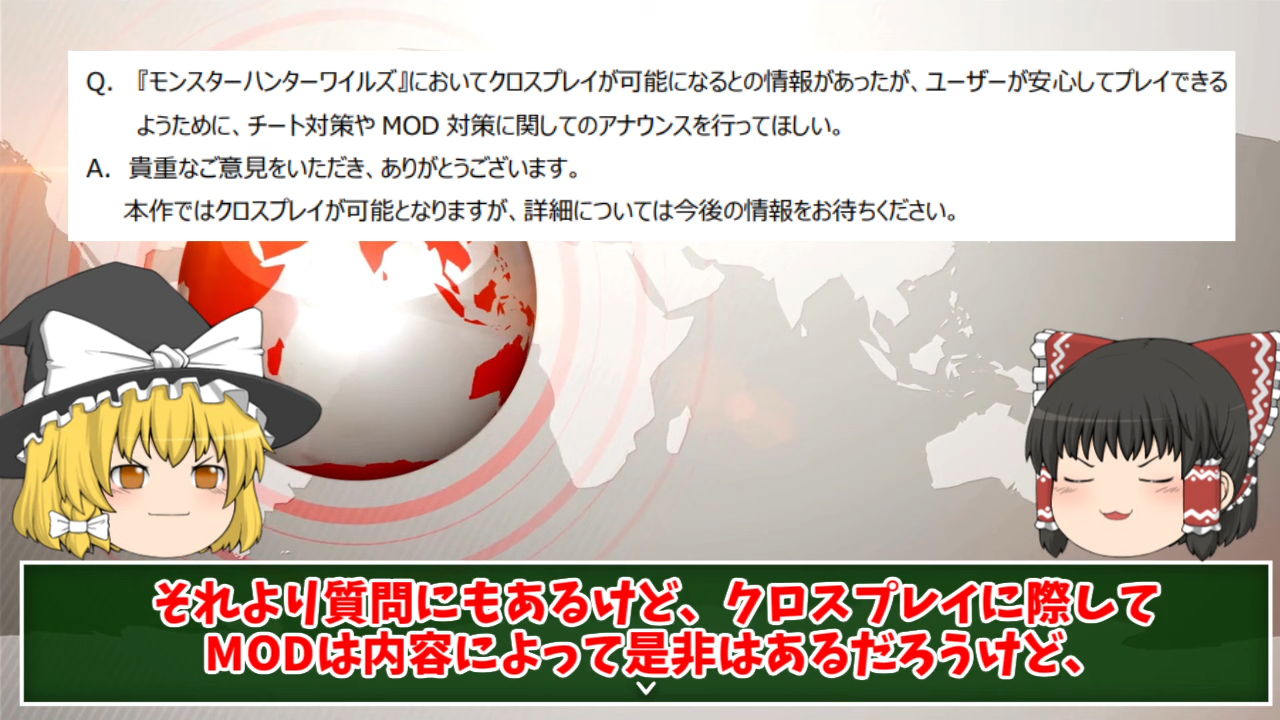 Q. 『モンスターハンターワイルズ』においてクロスプレイが可能になるとの情報があったが、ユーザーが安心してプレイできる
ようために、チート対策や MOD 対策に関してのアナウンスを行ってほしい。
A. 貴重なご意見をいただき、ありがとうございます。
本作ではクロスプレイが可能となりますが、詳細については今後の情報をお待ちください。
それより質問にもあるけど、クロスプレイに際して
MODは内容によって是非はあるだろうけど、